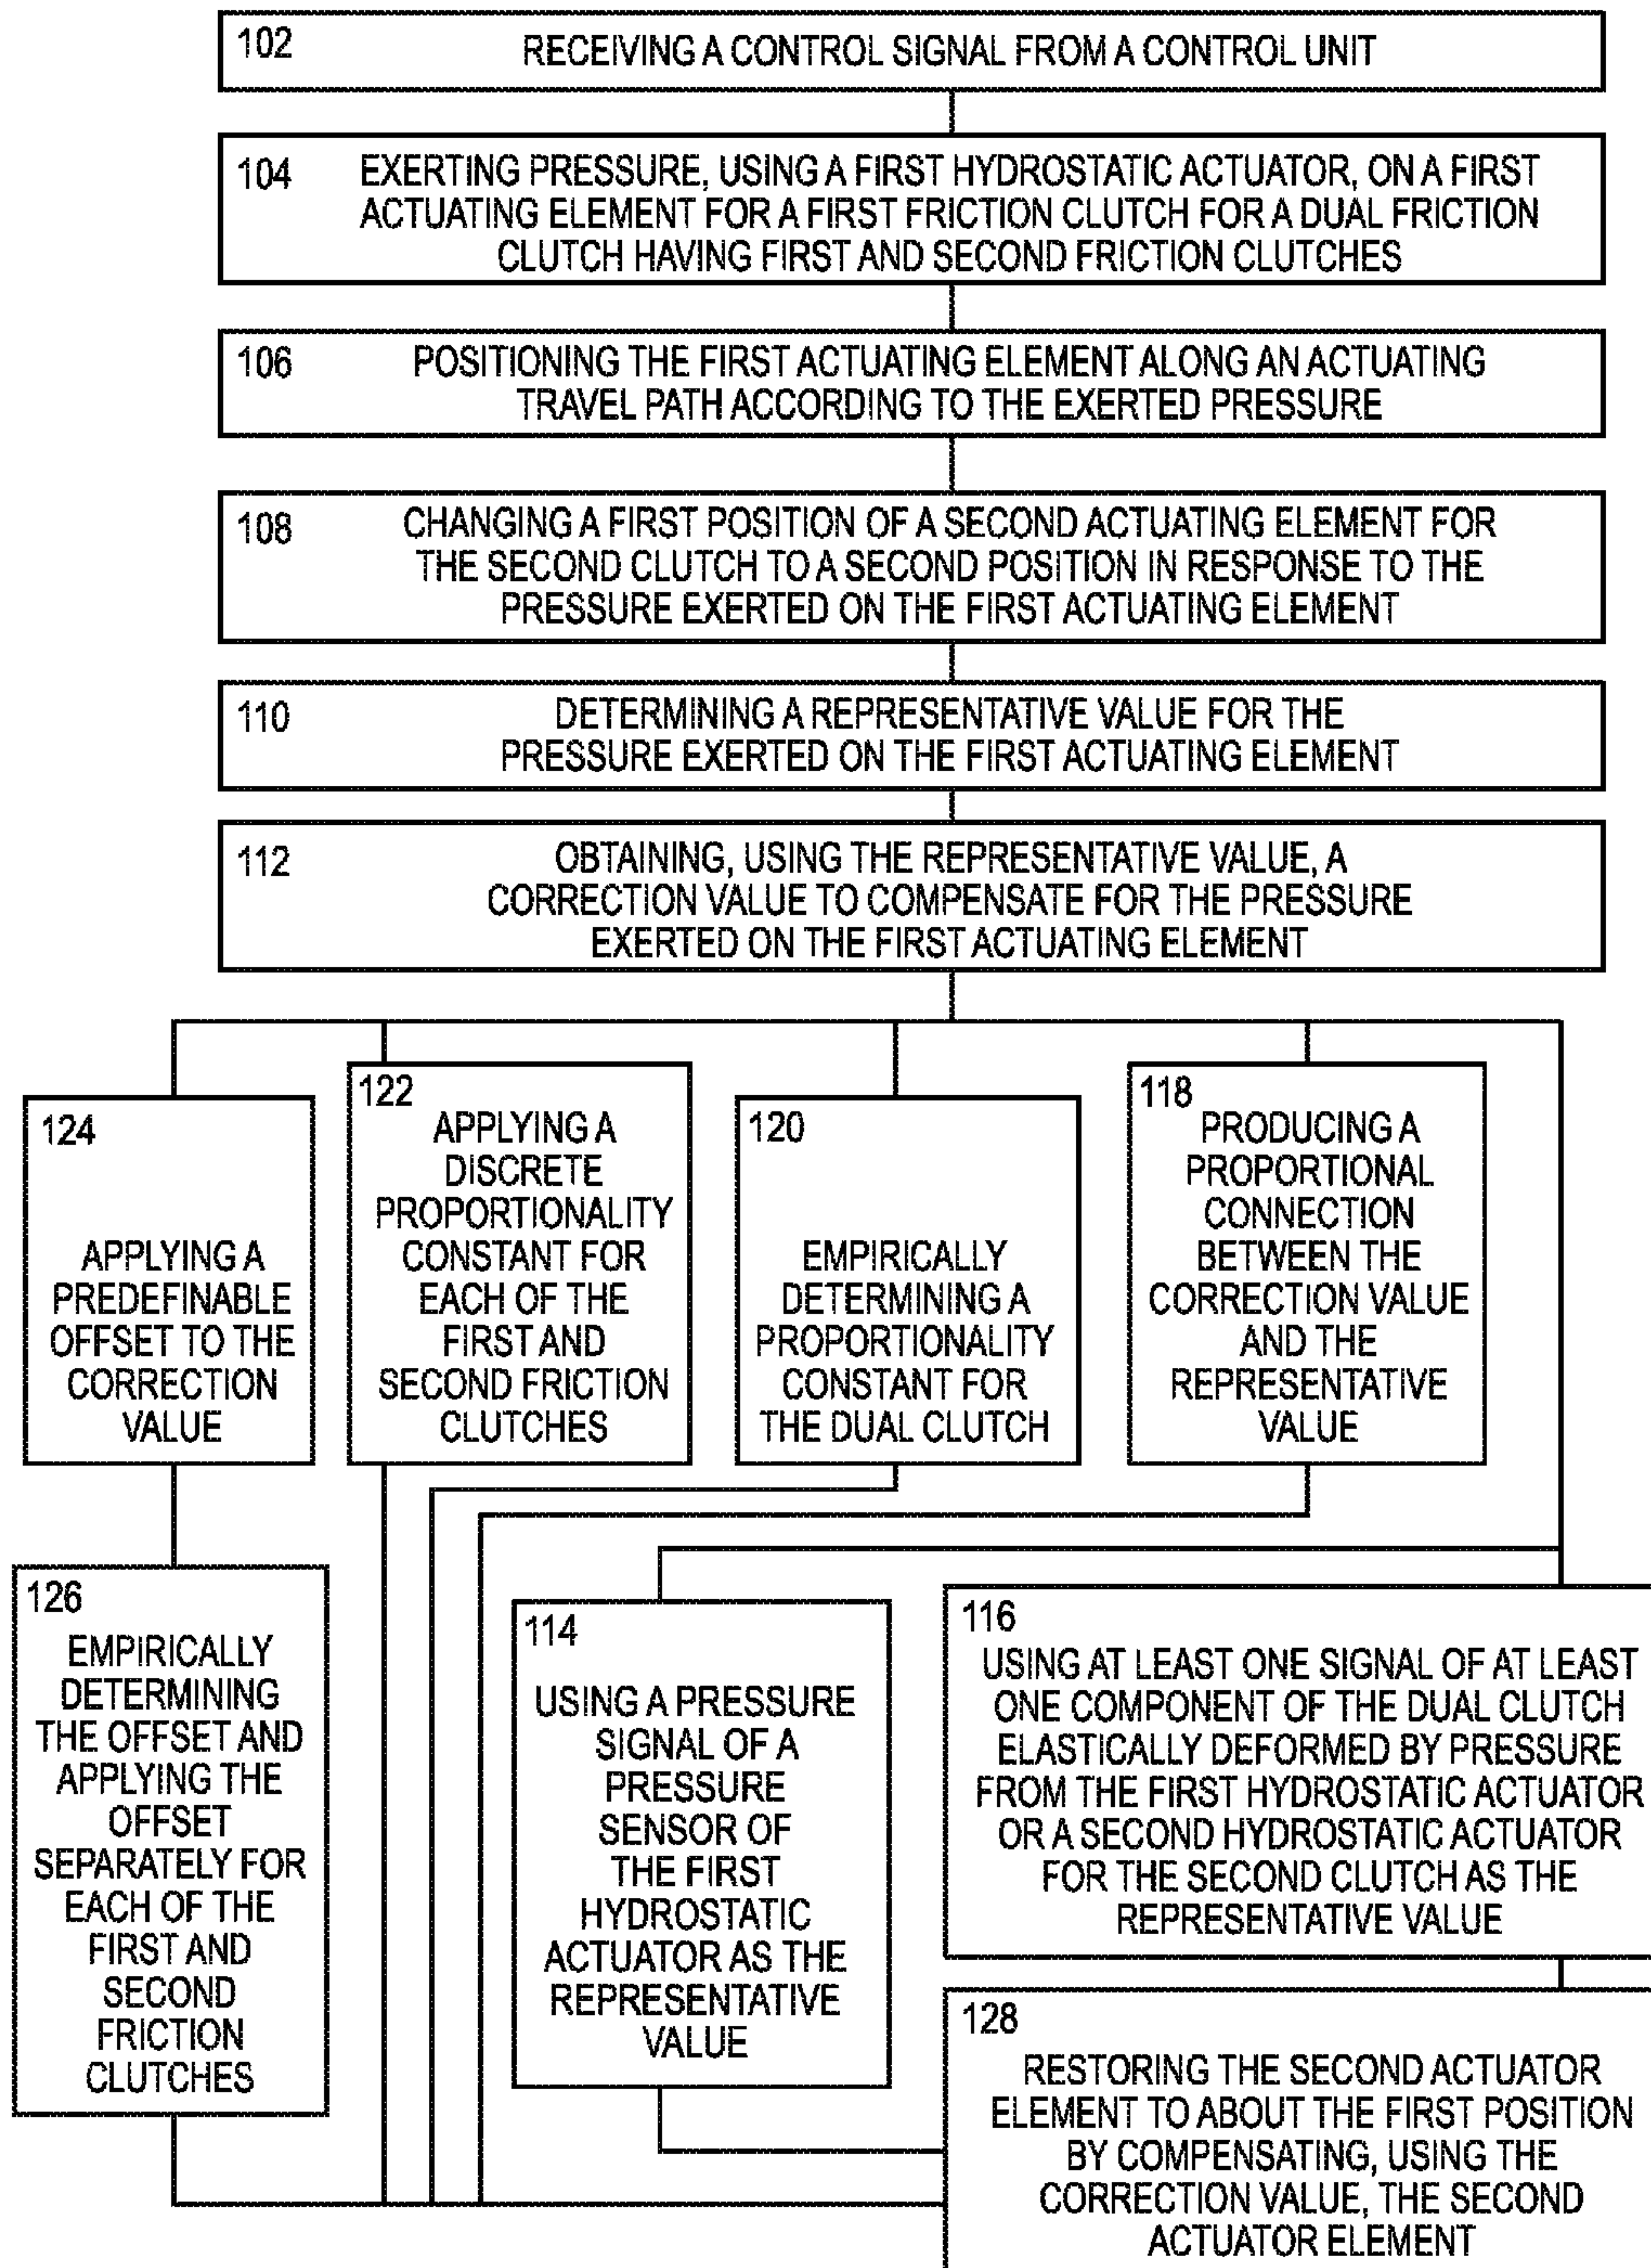 102
RECEIVING A CONTROL SIGNAL FROM A CONTROL UNIT
104
EXERTING PRESSURE, USING A FIRST HYDROSTATIC ACTUATOR, ON A FIRST
ACTUATING ELEMENT FOR A FIRST FRICTION CLUTCH FOR A DUAL FRICTION
CLUTCH HAVING FIRST AND SECOND FRICTION CLUTCHES
106
POSITIONING THE FIRST ACTUATING ELEMENT ALONG AN ACTUATING
TRAVEL PATH ACCORDING TO THE EXERTED PRESSURE
108
CHANGING A FIRST POSITION OF A SECOND ACTUATING ELEMENT FOR
THE SECOND CLUTCH TO A SECOND POSITION IN RESPONSE TO THE
PRESSURE EXERTED ON THE FIRST ACTUATING ELEMENT
110
DETERMINING A REPRESENTATIVE VALUE FOR THE
PRESSURE EXERTED ON THE FIRST ACTUATING ELEMENT
112
OBTAINING, USING THE REPRESENTATIVE VALUE, A
CORRECTION VALUE TO COMPENSATE FOR THE PRESSURE
EXERTED ON THE FIRST ACTUATING ELEMENT
124
APPLYING A
PREDEFINABLE
OFFSET TO THE
CORRECTION
VALUE
122
APPLYING A
DISCRETE
PROPORTIONALITY
CONSTANT FOR
EACH OF THE
FIRST AND
SECOND FRICTION
CLUTCHES
120
EMPIRICALLY
DETERMINING A
PROPORTIONALITY
CONSTANT FOR
THE DUAL CLUTCH
118
PRODUCING A
PROPORTIONAL
CONNECTION
BETWEEN THE
CORRECTION VALUE
AND THE
REPRESENTATIVE
VALUE
126
EMPIRICALLY
DETERMINING
THE OFFSET AND
APPLYING THE
OFFSET
SEPARATELY FOR
EACH OF THE
FIRST AND
SECOND
FRICTION
CLUTCHES
114
USING A PRESSURE
SIGNAL OF A
PRESSURE
SENSOR OF
THE FIRST
HYDROSTATIC
ACTUATOR AS THE
REPRESENTATIVE
VALUE
116
USING AT LEAST ONE SIGNAL OF AT LEAST
ONE COMPONENT OF THE DUAL CLUTCH
ELASTICALLY DEFORMED BY PRESSURE
FROM THE FIRST HYDROSTATIC ACTUATOR
OR A SECOND HYDROSTATIC ACTUATOR
FOR THE SECOND CLUTCH AS THE
REPRESENTATIVE VALUE
128
RESTORING THE SECOND ACTUATOR
ELEMENT TO ABOUT THE FIRST POSITION
BY COMPENSATING, USING THE
CORRECTION VALUE, THE SECOND
ACTUATOR ELEMENT